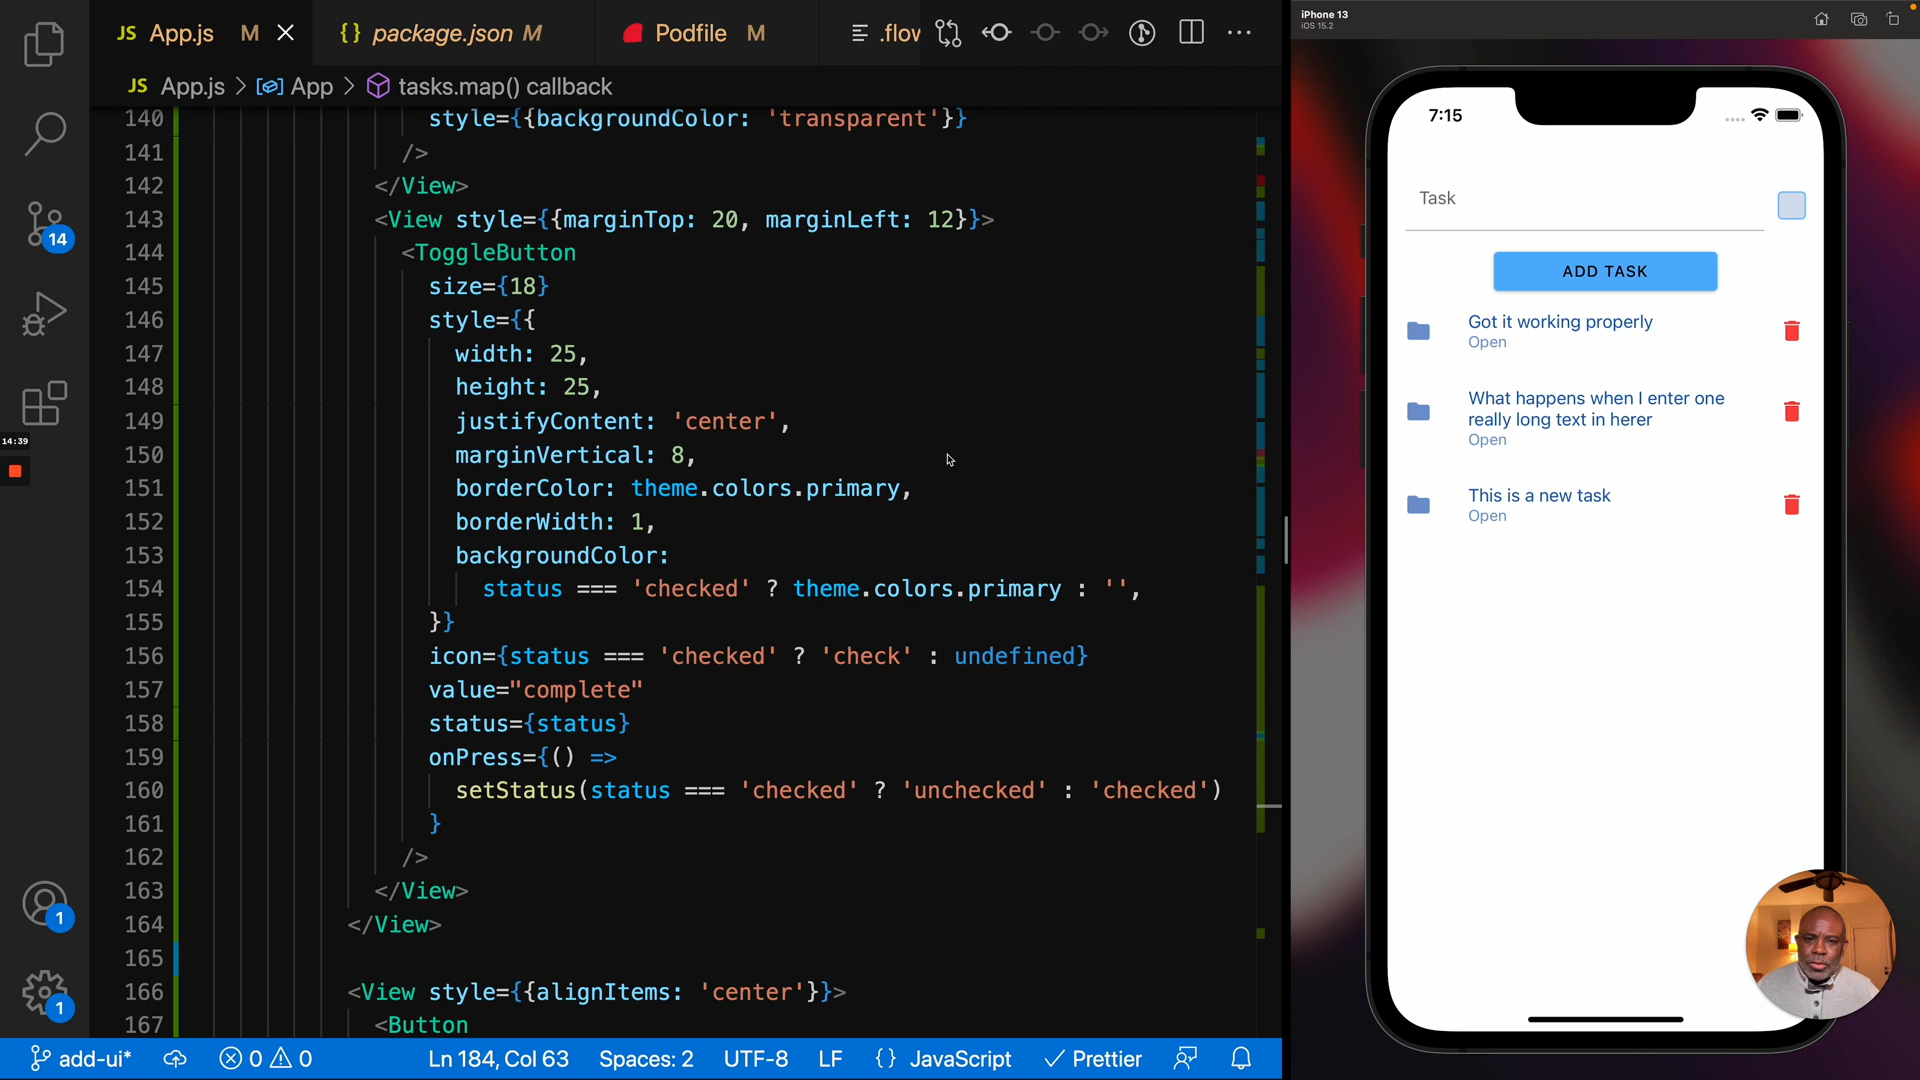 JS App.js M
{} package.json M
Podfile M
.flow
JS App.js > App > tasks.map() callback
140 style={{backgroundColor: 'transparent'}}
141 />
142 </View>
143 <View style={{marginTop: 20, marginLeft: 12}}>
144 <ToggleButton
145 size={18}
146 style={{
147 width: 25,
148 height: 25,
149 justifyContent: 'center',
150 marginVertical: 8,
151 borderColor: theme.colors.primary,
152 borderWidth: 1,
153 backgroundColor:
154 status === 'checked' ? theme.colors.primary : '',
155 }}
156 icon={status === 'checked' ? 'check' : undefined}
157 value="complete"
158 status={status}
159 onPress={() =>
160 setStatus(status === 'checked' ? 'unchecked' : 'checked')
161 }
162 />
163 </View>
164 </View>
165
166 <View style={{alignItems: 'center'}}>
167 <Button
14
14:39
1
1
add-ui* 0 0 Ln 184, Col 63 Spaces: 2 UTF-8 LF {} JavaScript Prettier
iPhone 13
iOS 15.2
7:15
Task
ADD TASK
Got it working properly
Open
What happens when I enter one
really long text in herer
Open
This is a new task
Open